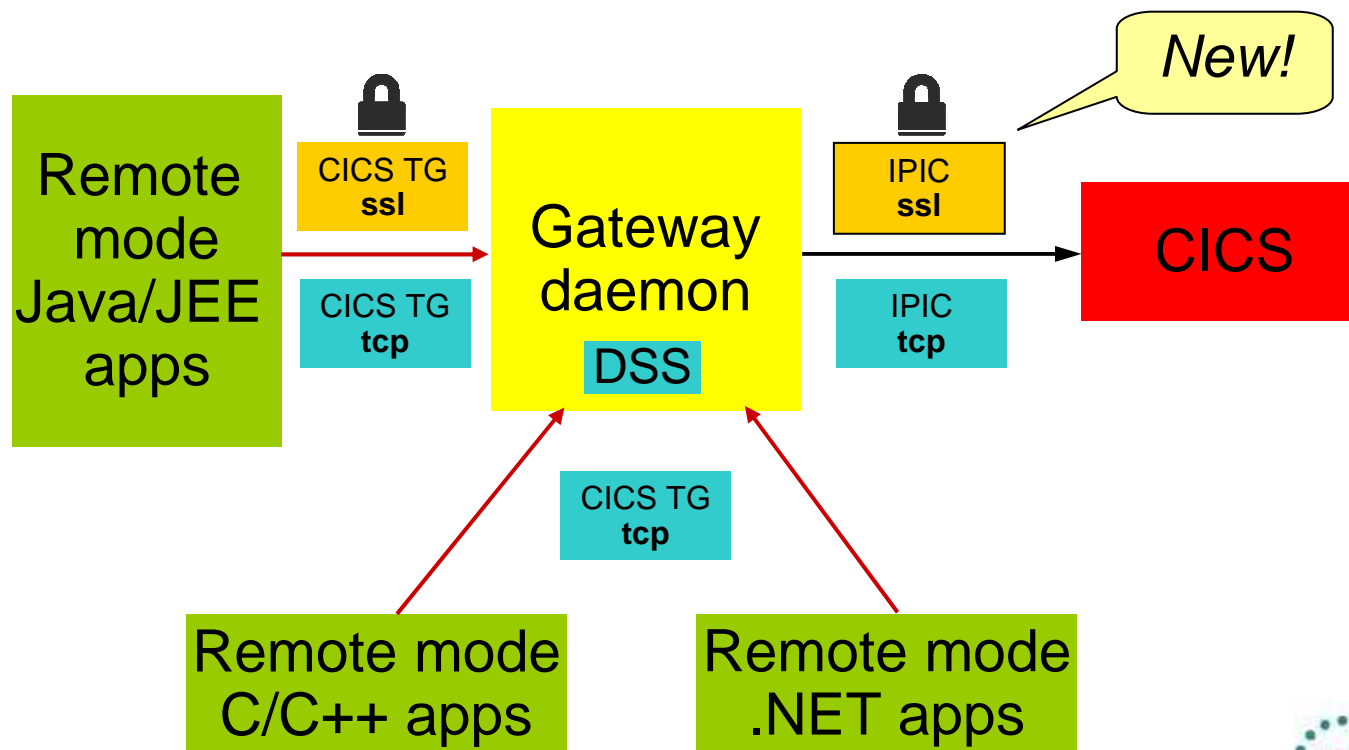 New!
Remote
mode
Java/JEE
apps
CICS TG
ssl
CICS TG
tcp
Gateway
daemon
DSS
IPIC
ssl
IPIC
tcp
CICS
CICS TG
tcp
Remote mode
C/C++ apps
Remote mode
.NET apps